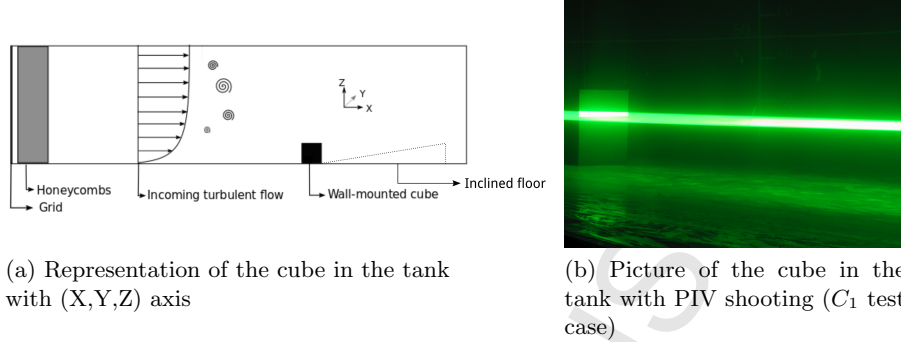 Z
Y
X
Honeycombs
Grid
Incoming turbulent flow
Wall-mounted cube
Inclined floor
(a) Representation of the cube in the tank
with (X,Y,Z) axis
(b) Picture of the cube in the
tank with PIV shooting (C₁ test
case)